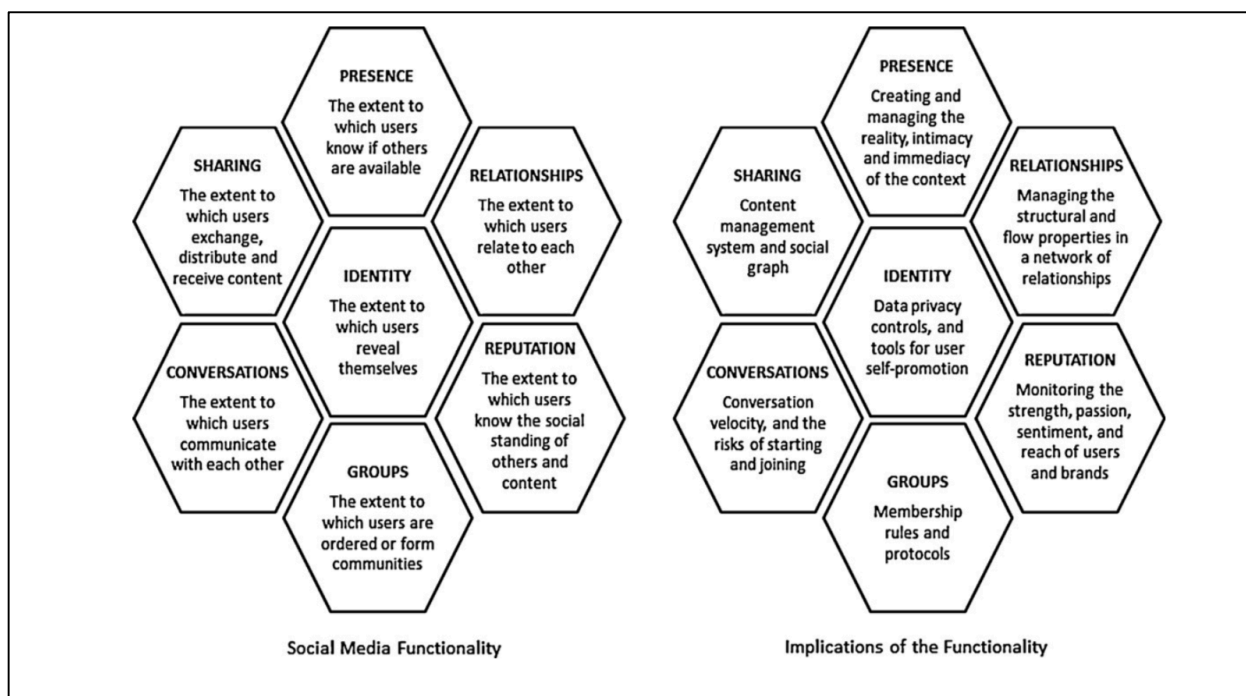 PRESENCE
The extent to
which users
know if others
are available
SHARING
The extent to
which users
exchange,
distribute and
receive content
RELATIONSHIPS
The extent to
which users
relate to each
other
IDENTITY
The extent to
which users
reveal
themselves
CONVERSATIONS
The extent to
which users
communicate
with each other
REPUTATION
The extent to
which users
know the social
standing of
others and
content
GROUPS
The extent to
which users are
ordered or form
communities
Social Media Functionality
PRESENCE
Creating and
managing the
reality, intimacy
and immediacy
of the context
SHARING
Content
management
system and social
graph
RELATIONSHIPS
Managing the
structural and
flow properties in
a network of
relationships
IDENTITY
Data privacy
controls, and
tools for user
self-promotion
CONVERSATIONS
Conversation
velocity, and the
risks of starting
and joining
REPUTATION
Monitoring the
strength, passion,
sentiment, and
reach of users
and brands
GROUPS
Membership
rules and
protocols
Implications of the Functionality